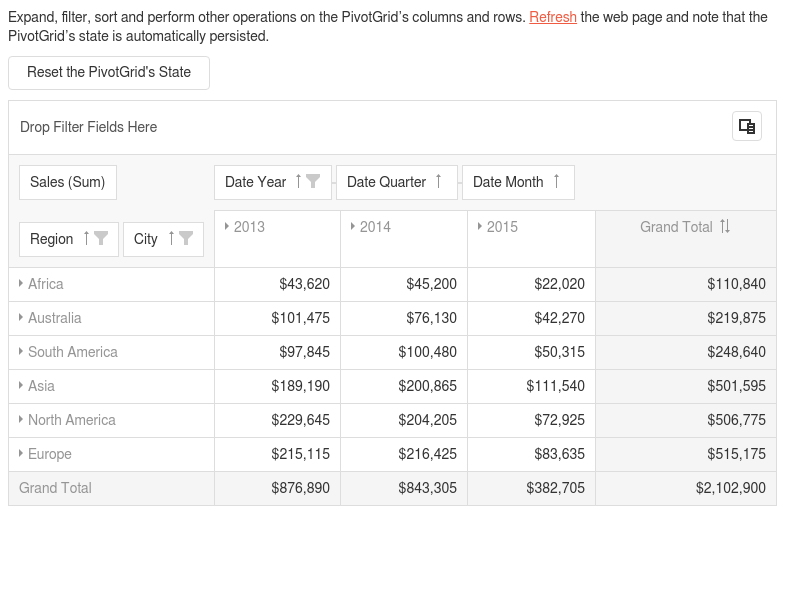 Expand, filter, sort and perform other operations on the PivotGrid's columns and rows. Refresh the web page and note that the
PivotGrid's state is automatically persisted.
Reset the PivotGrid's State
Drop Filter Fields Here
Sales (Sum)
Date Year
Date Quarter
Date Month
Region
City
2013
2014
2015
Grand Total
Africa $43,620 $45,200 $22,020 $110,840
Australia $101,475 $76,130 $42,270 $219,875
South America $97,845 $100,480 $50,315 $248,640
Asia $189,190 $200,865 $111,540 $501,595
North America $229,645 $204,205 $72,925 $506,775
Europe $215,115 $216,425 $83,635 $515,175
Grand Total $876,890 $843,305 $382,705 $2,102,900